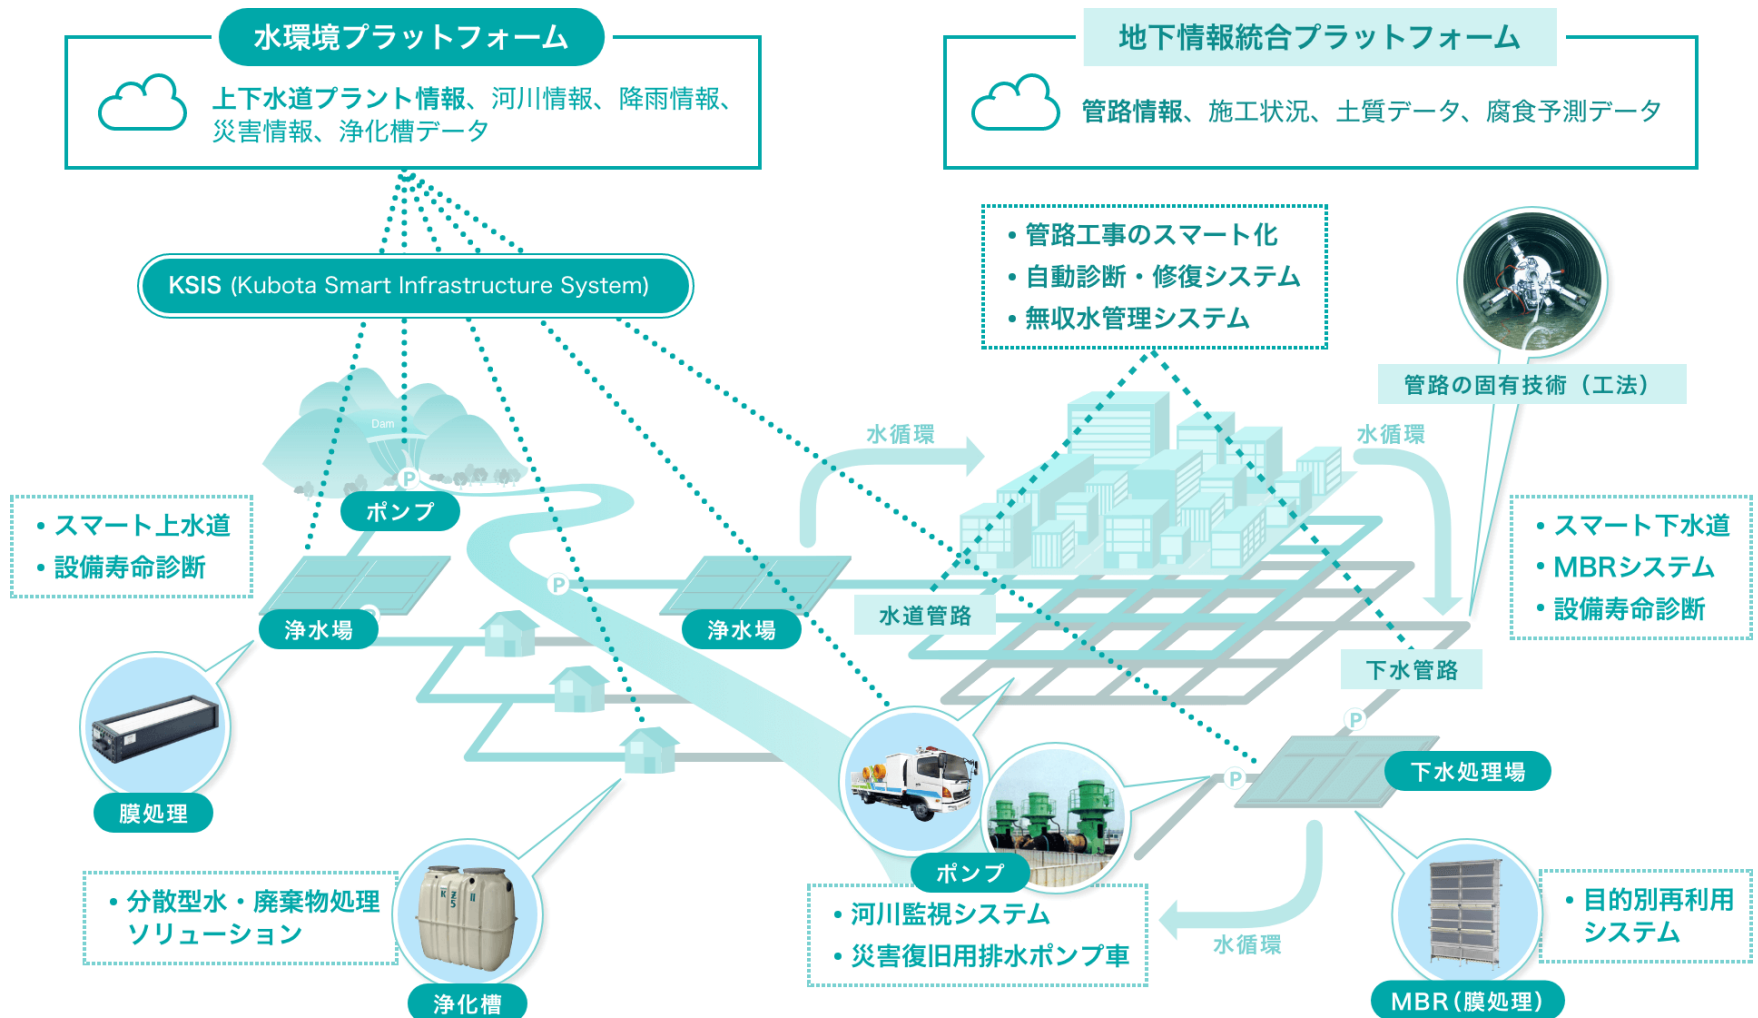 水環境プラットフォーム
上下水道プラント情報、河川情報、降雨情報、
災害情報、浄化槽データ
地下情報統合プラットフォーム
管路情報、施工状況、土質データ、腐食予測データ
KSIS (Kubota Smart Infrastructure System)
・管路工事のスマート化
・自動診断・修復システム
・無収水管理システム
管路の固有技術（工法）
Dam
P
ポンプ
水循環
水循環
・スマート上水道
・設備寿命診断
・スマート下水道
・MBRシステム
・設備寿命診断
P
浄水場
浄水場
水道管路
下水管路
P
P
下水処理場
膜処理
ポンプ
・分散型水・廃棄物処理
ソリューション
K Z II
5
浄化槽
・河川監視システム
・災害復旧用排水ポンプ車
水循環
・目的別再利用
システム
MBR（膜処理）